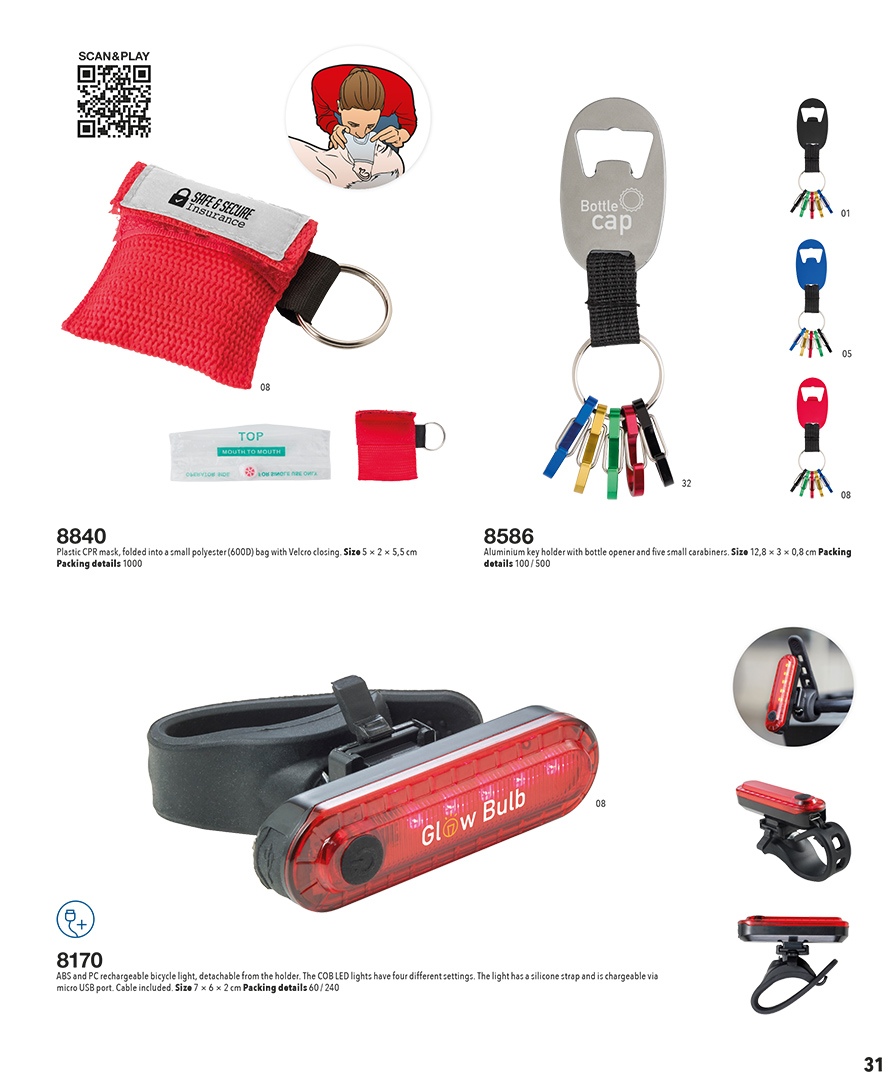 SCAN&PLAY
SAFE & SECURE
Insurance
08
TOP
MOUTH TO MOUTH
8840
Plastic CPR mask, folded into a small polyester (600D) bag with Velcro closing. Size 5 × 2 × 5,5 cm
Packing details 1000
Bottle
cap
32
01
05
08
8586
Aluminium key holder with bottle opener and five small carabiners. Size 12,8 × 3 × 0,8 cm Packing
details 100 / 500
Glow Bulb
08
8170
ABS and PC rechargeable bicycle light, detachable from the holder. The COB LED lights have four different settings. The light has a silicone strap and is chargeable via
micro USB port. Cable included. Size 7 × 6 × 2 cm Packing details 60 / 240
31